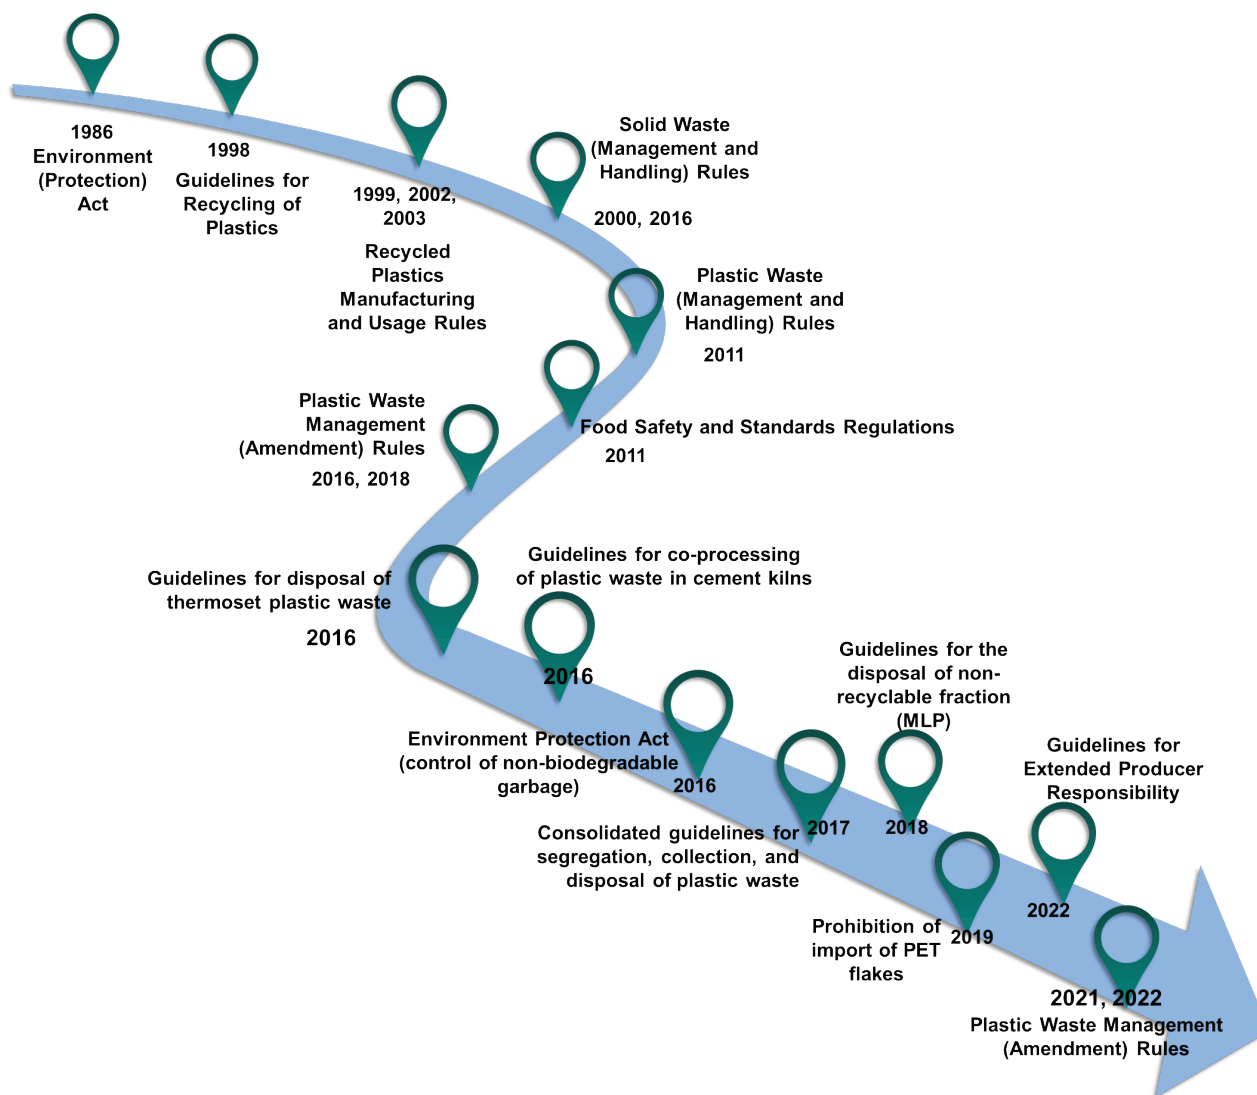 1986
Environment
(Protection)
Act
1998
Guidelines for
Recycling of
Plastics
1999, 2002,
2003
Recycled
Plastics
Manufacturing
and Usage Rules
Solid Waste
(Management and
Handling) Rules
2000, 2016
Plastic Waste
(Management and
Handling) Rules
2011
Food Safety and Standards Regulations
2011
Plastic Waste
Management
(Amendment) Rules
2016, 2018
Guidelines for disposal of
thermoset plastic waste
2016
Guidelines for co-processing
of plastic waste in cement kilns
2016
Environment Protection Act
(control of non-biodegradable
garbage)
2016
Consolidated guidelines for
segregation, collection, and
disposal of plastic waste
2017
Guidelines for the
disposal of non-
recyclable fraction
(MLP)
2018
Prohibition of
import of PET
flakes
2019
Guidelines for
Extended Producer
Responsibility
2022
2021, 2022
Plastic Waste Management
(Amendment) Rules